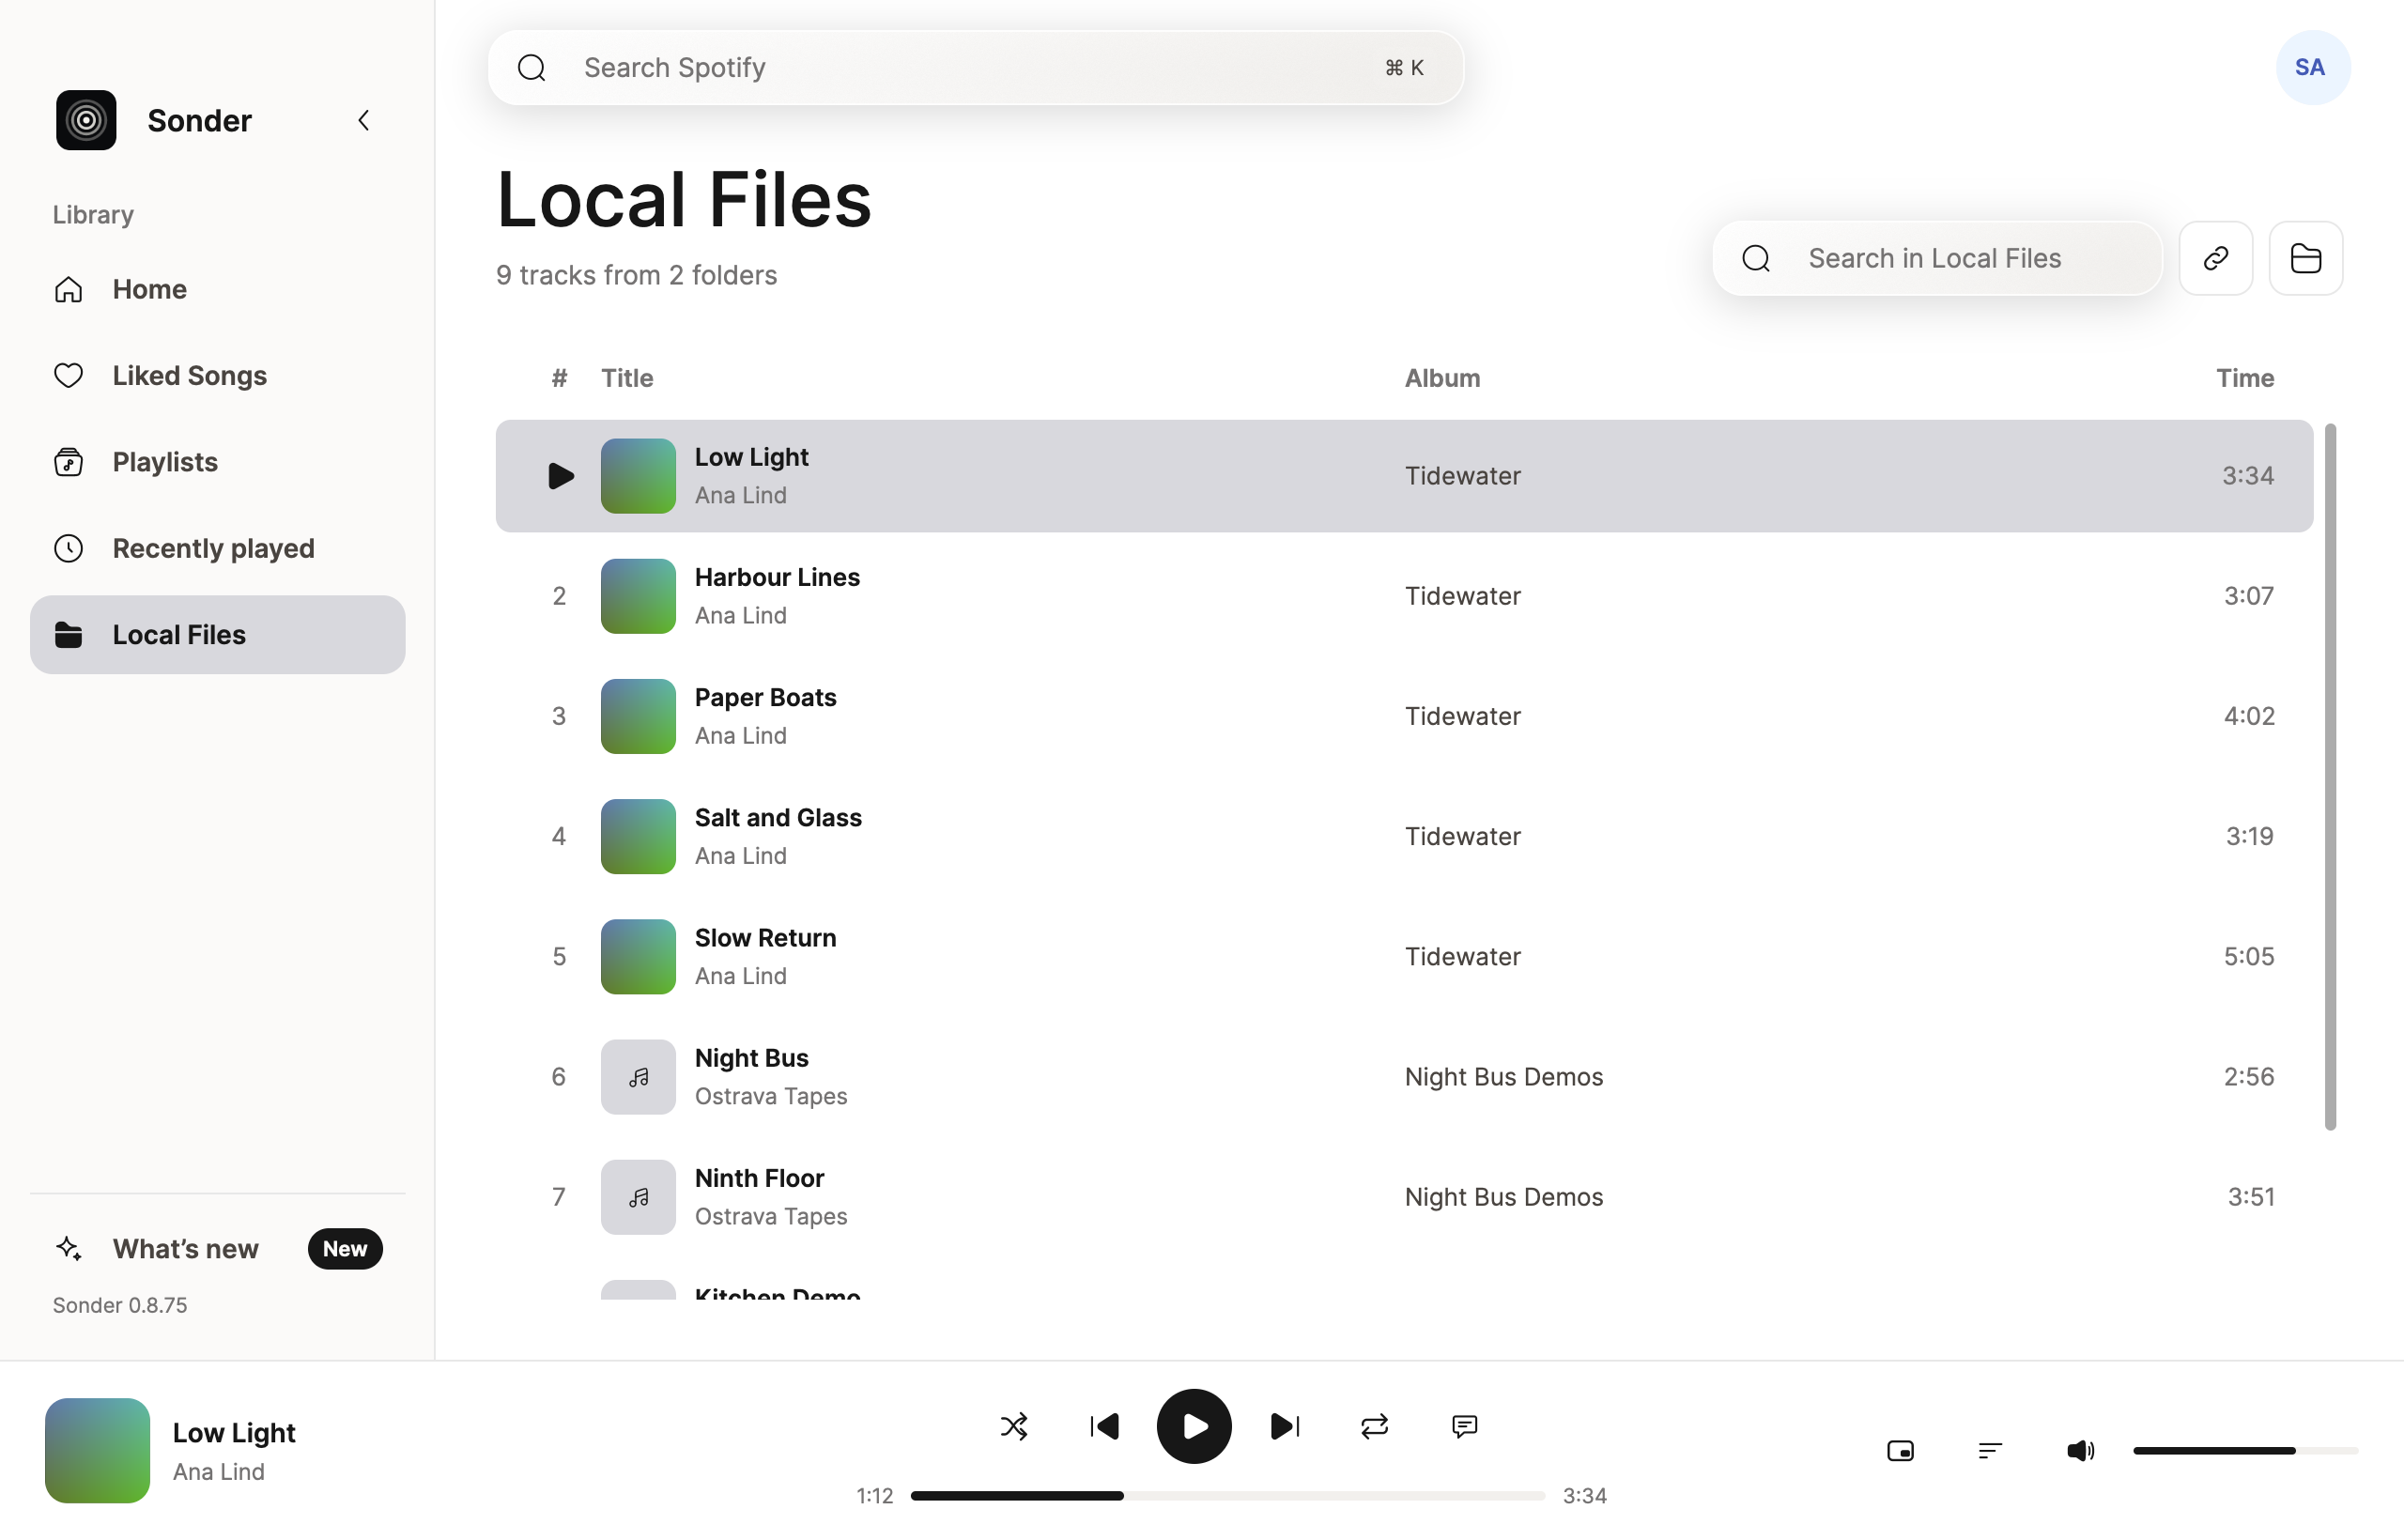 Search Spotify
⌘ K
SA
Sonder
Library
Home
Liked Songs
Playlists
Recently played
Local Files
What’s new
New
Sonder 0.8.75
Local Files
9 tracks from 2 folders
Search in Local Files
# Title Album Time
Low Light
Ana Lind
Tidewater
3:34
2
Harbour Lines
Ana Lind
Tidewater
3:07
3
Paper Boats
Ana Lind
Tidewater
4:02
4
Salt and Glass
Ana Lind
Tidewater
3:19
5
Slow Return
Ana Lind
Tidewater
5:05
6
Night Bus
Ostrava Tapes
Night Bus Demos
2:56
7
Ninth Floor
Ostrava Tapes
Night Bus Demos
3:51
Kitchen Demo
Low Light
Ana Lind
1:12
3:34